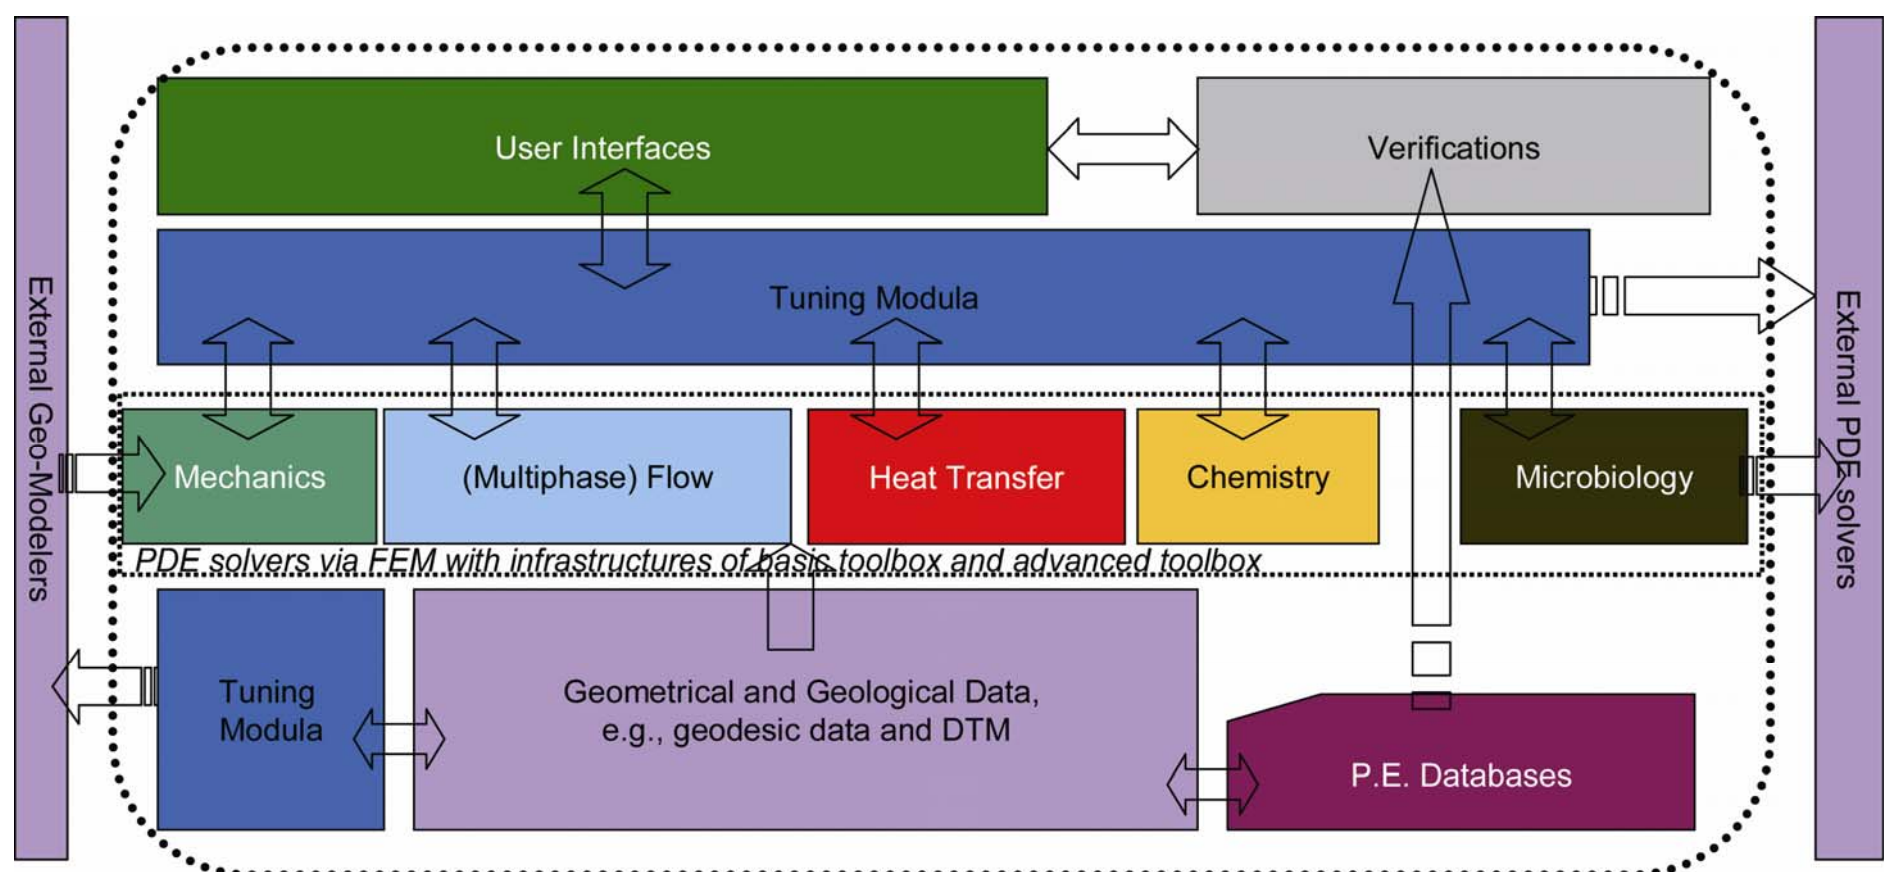 User Interfaces
Verifications
External Geo-Modelers
Tuning Modula
External PDE solvers
Mechanics
(Multiphase) Flow
Heat Transfer
Chemistry
Microbiology
PDE solvers via FEM with infrastructures of basic toolbox and advanced toolbox
Tuning
Modula
Geometrical and Geological Data,
e.g., geodesic data and DTM
P.E. Databases